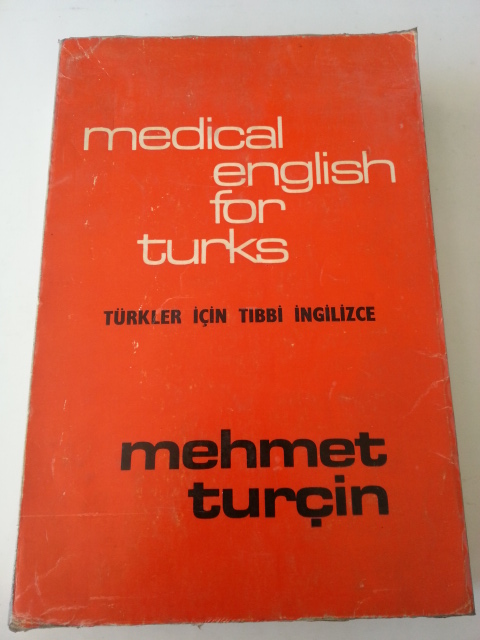 medical
english
for
turks
TÜRKLER İÇİN TIBBİ İNGİLİZCE
mehmet
turçin